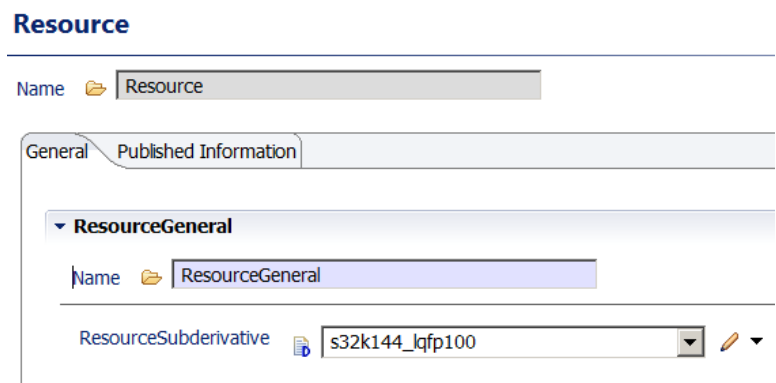 Resource
Name Resource
General Published Information
ResourceGeneral
Name ResourceGeneral
ResourceSubderivative s32k144_lqfp100